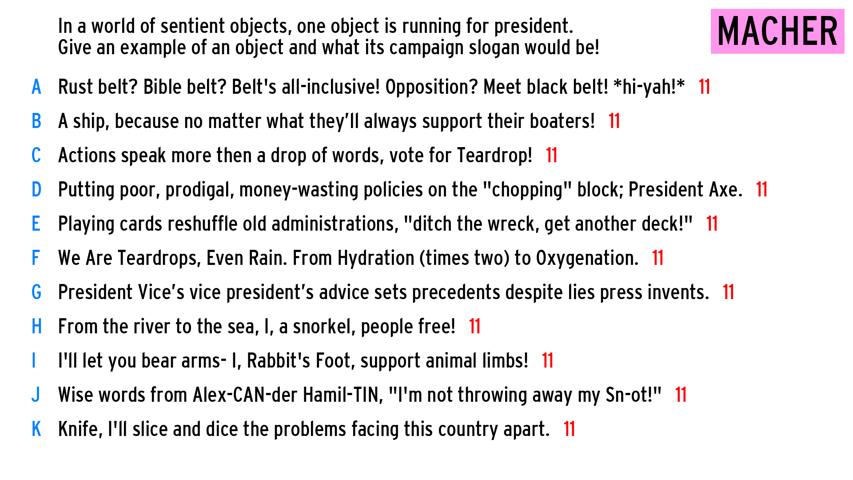 In a world of sentient objects, one object is running for president.
Give an example of an object and what its campaign slogan would be!
MACHER
A Rust belt? Bible belt? Belt's all-inclusive! Opposition? Meet black belt! *hi-yah!* 11
B A ship, because no matter what they’ll always support their boaters! 11
C Actions speak more then a drop of words, vote for Teardrop! 11
D Putting poor, prodigal, money-wasting policies on the "chopping" block; President Axe. 11
E Playing cards reshuffle old administrations, "ditch the wreck, get another deck!" 11
F We Are Teardrops, Even Rain. From Hydration (times two) to Oxygenation. 11
G President Vice’s vice president’s advice sets precedents despite lies press invents. 11
H From the river to the sea, I, a snorkel, people free! 11
I I'll let you bear arms- I, Rabbit's Foot, support animal limbs! 11
J Wise words from Alex-CAN-der Hamil-TIN, "I'm not throwing away my Sn-ot!" 11
K Knife, I'll slice and dice the problems facing this country apart. 11